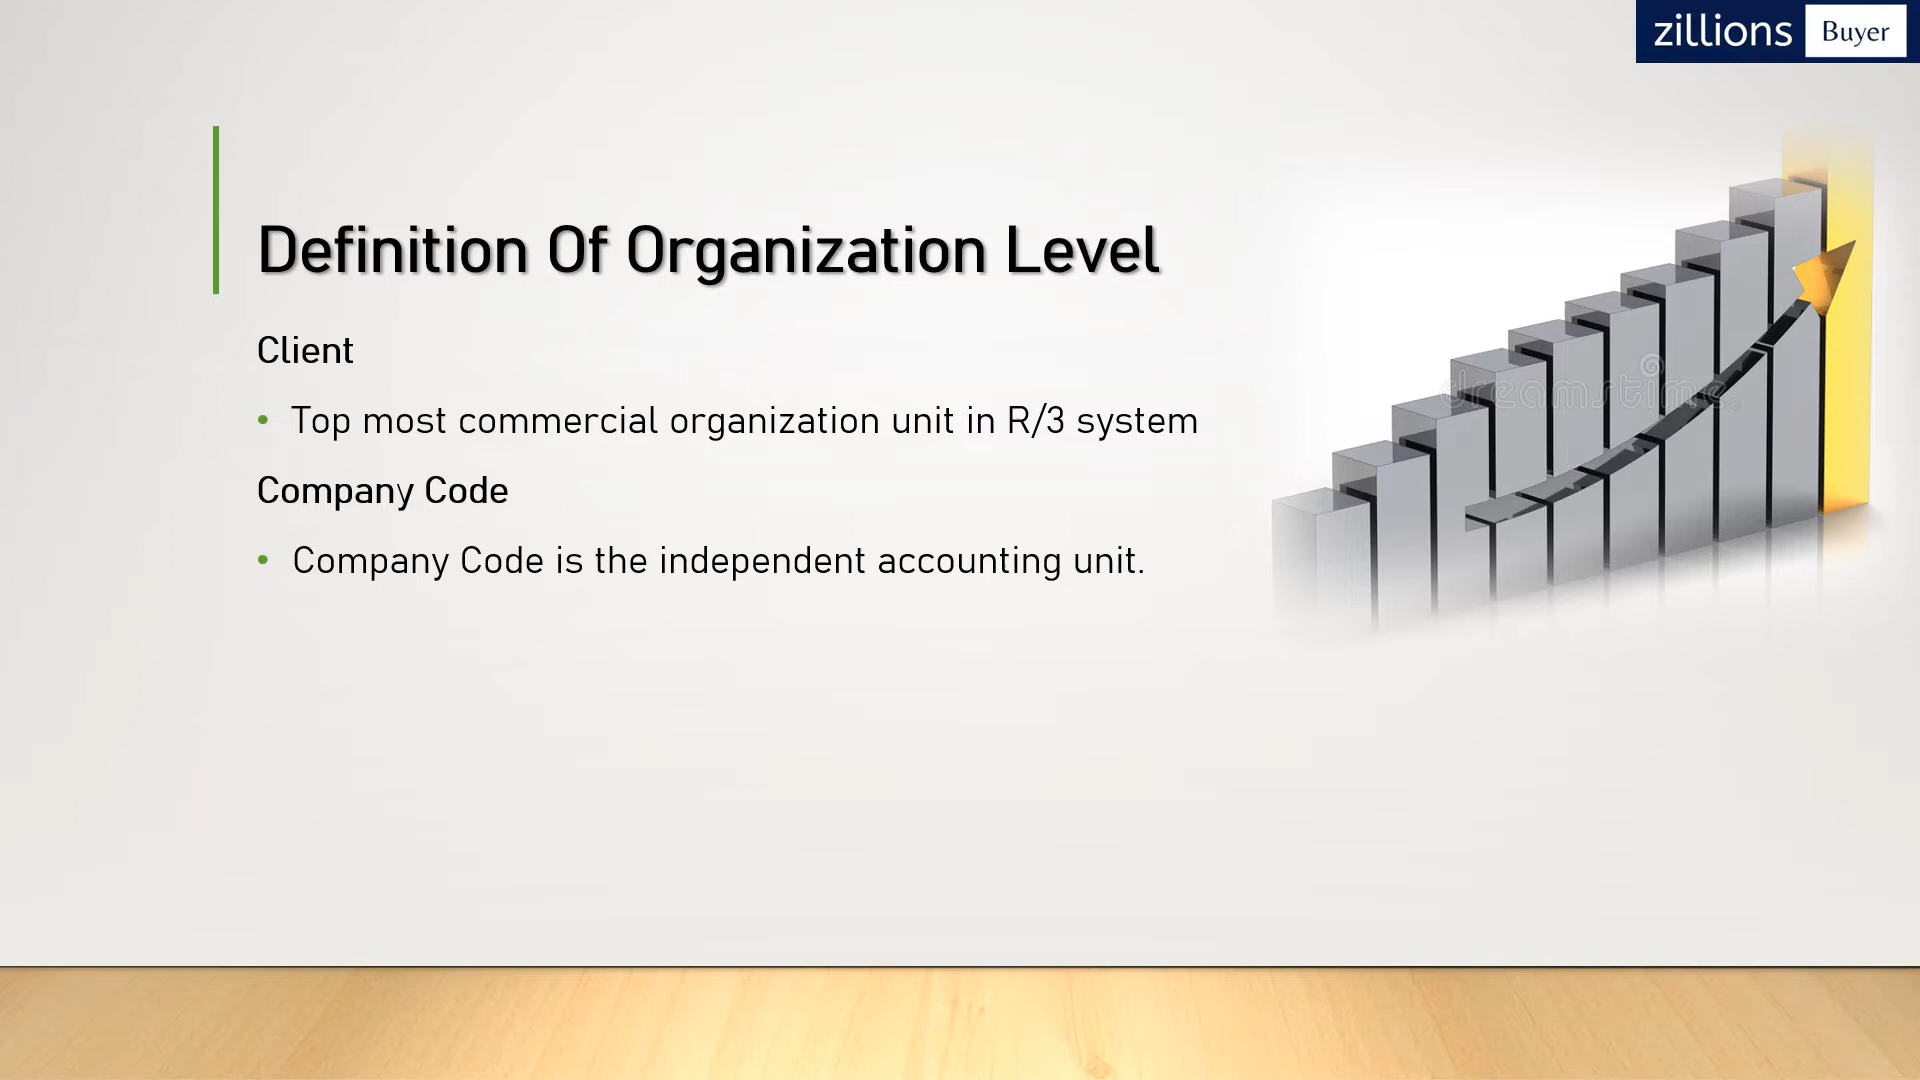 zillions Buyer
Definition Of Organization Level
Client
• Top most commercial organization unit in R/3 system
Company Code
• Company Code is the independent accounting unit.
dreamstime